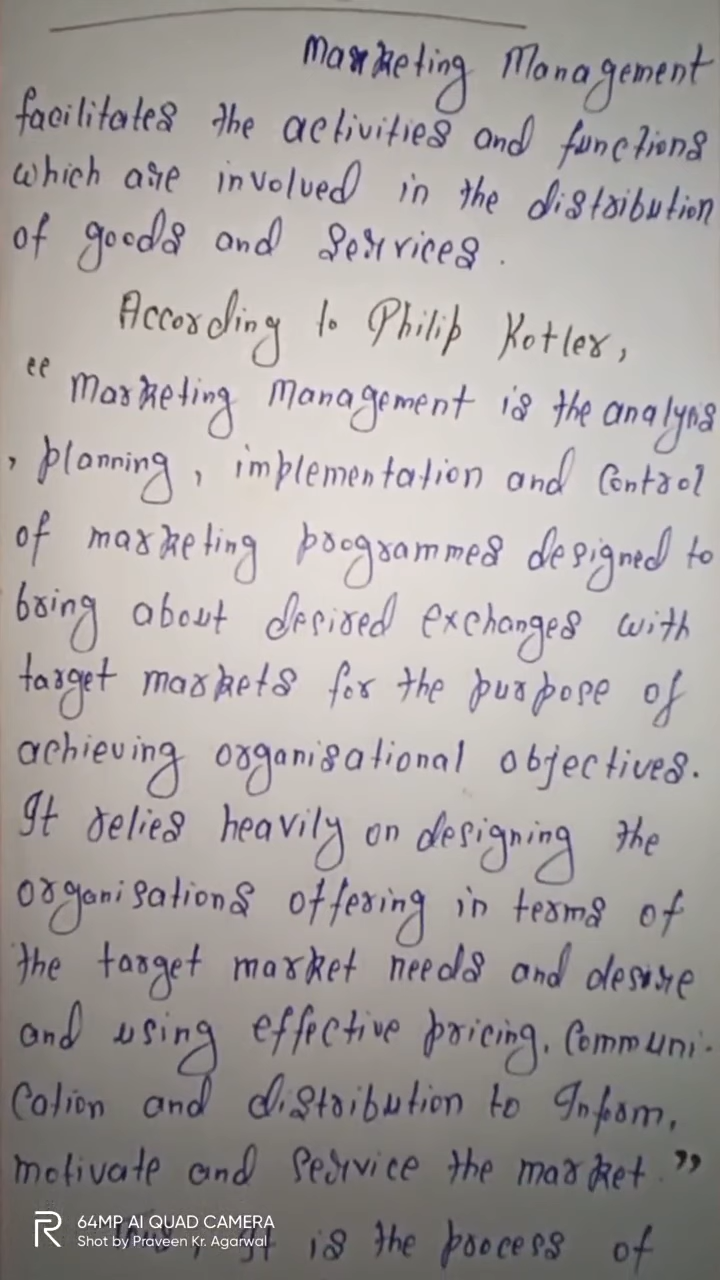 Marketing Management
facilitates the activities and functions
which are involved in the distribution
of goods and services.
According to Philip Kotler,
“ Marketing Management is the analysis
, planning, implementation and control
of marketing programmes designed to
bring about desired exchanges with
target markets for the purpose of
achieving organisational objectives.
It relies heavily on designing the
organisations offering in terms of
the target market needs and desire
and using effective pricing. Communi-
cation and distribution to Inform,
motivate and service the market.”
It is the process of
64MP AI QUAD CAMERA
Shot by Praveen Kr. Agarwal